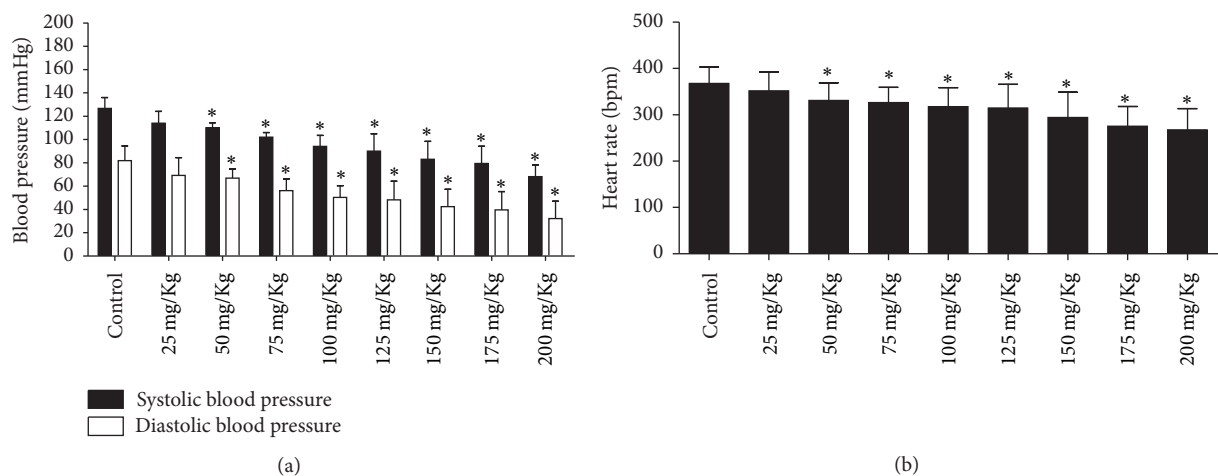 Blood pressure (mmHg)
200
180
160
140
120
100
80
60
40
20
0
* * * * * * *
* * * * * * *
Control
25 mg/Kg
50 mg/Kg
75 mg/Kg
100 mg/Kg
125 mg/Kg
150 mg/Kg
175 mg/Kg
200 mg/Kg
Systolic blood pressure
Diastolic blood pressure
(a)
Heart rate (bpm)
500
400
300
200
100
0
* * * * * * *
Control
25 mg/Kg
50 mg/Kg
75 mg/Kg
100 mg/Kg
125 mg/Kg
150 mg/Kg
175 mg/Kg
200 mg/Kg
(b)